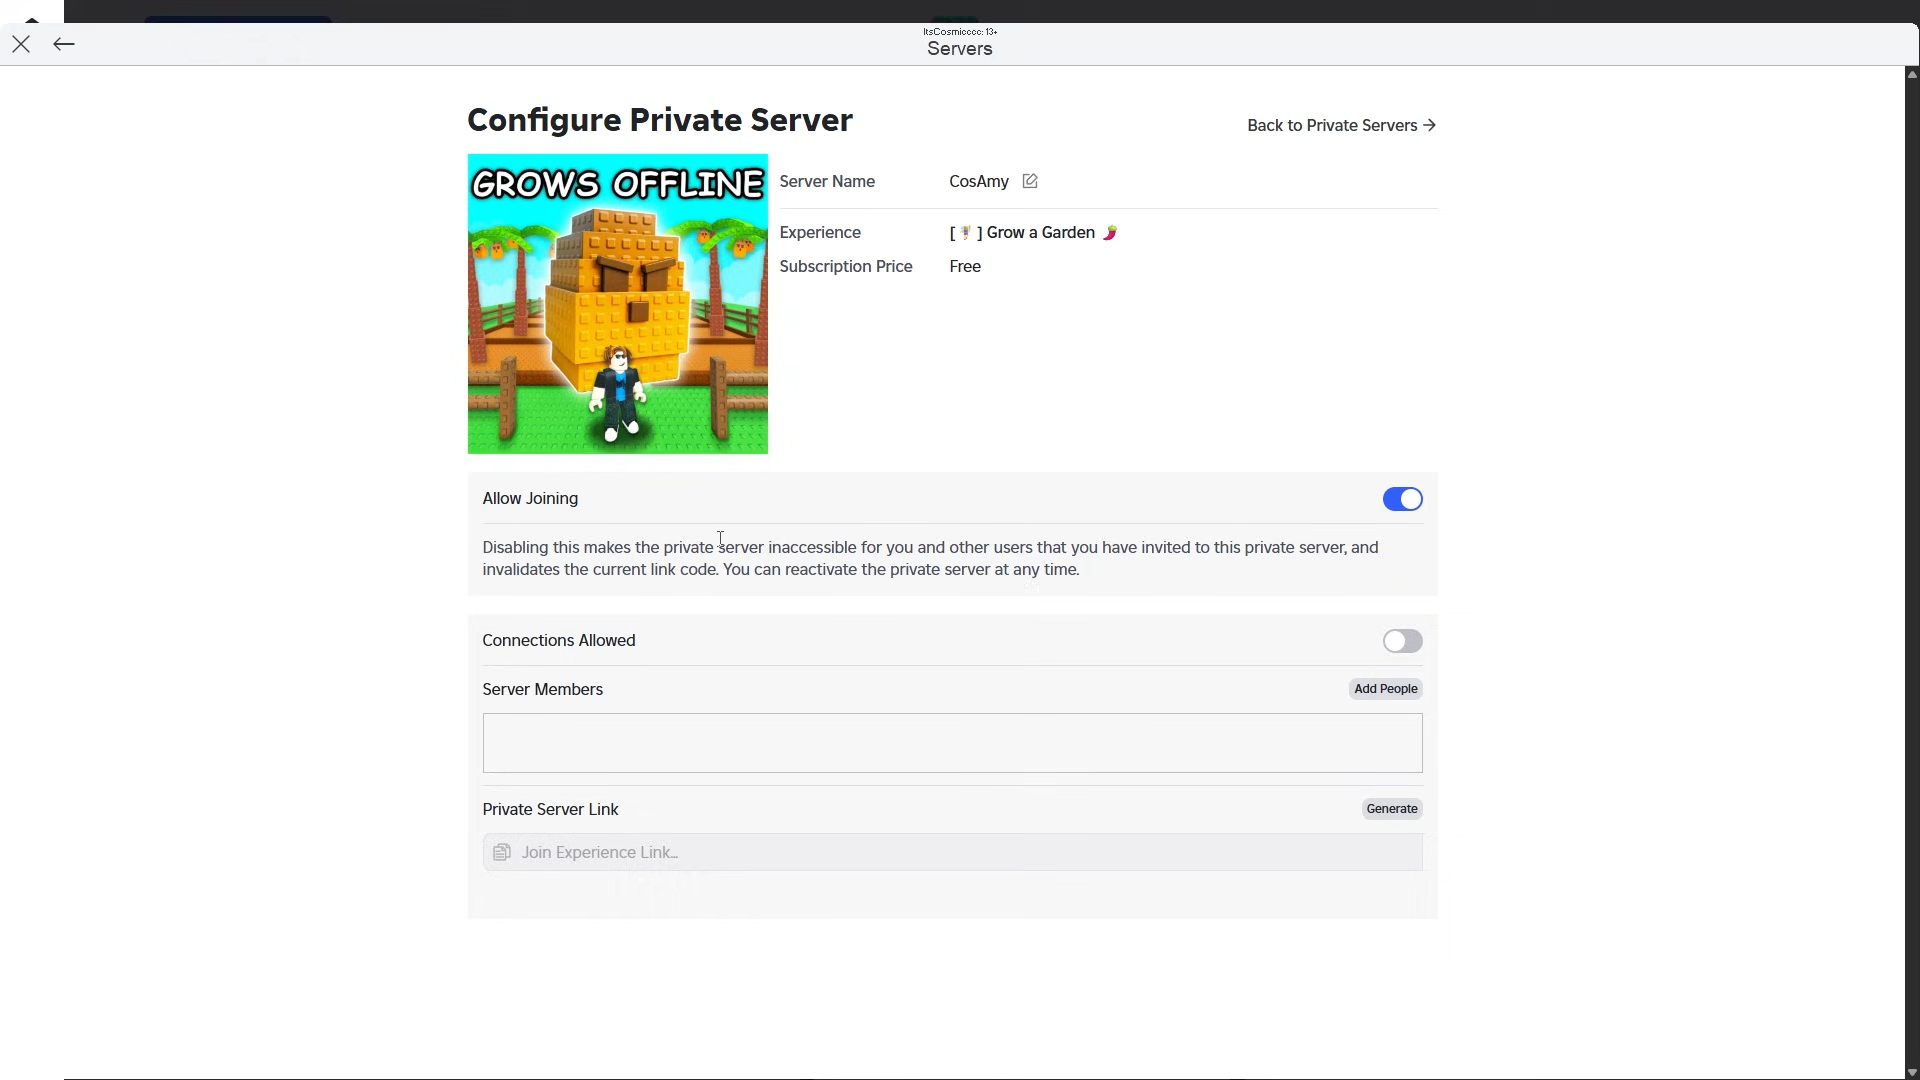 ItsCosmicccc: 13+
Servers
Configure Private Server
Back to Private Servers →
GROWS OFFLINE
Server Name CosAmy
Experience [ 🎐 ] Grow a Garden 🌶️
Subscription Price Free
Allow Joining
Disabling this makes the private server inaccessible for you and other users that you have invited to this private server, and
invalidates the current link code. You can reactivate the private server at any time.
Connections Allowed
Server Members Add People
Private Server Link Generate
Join Experience Link...